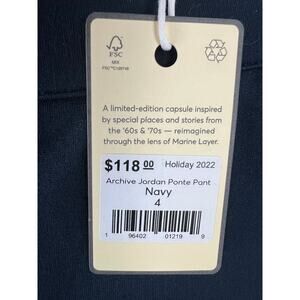 FSC
MIX
A limited-edition capsule inspired
by special places and stories from
the '60s & '70s — reimagined
through the lens of Marine Layer.
$118.00 Holiday 2022
Archive Jordan Ponte Pant
Navy
4
1 96402 01219 9